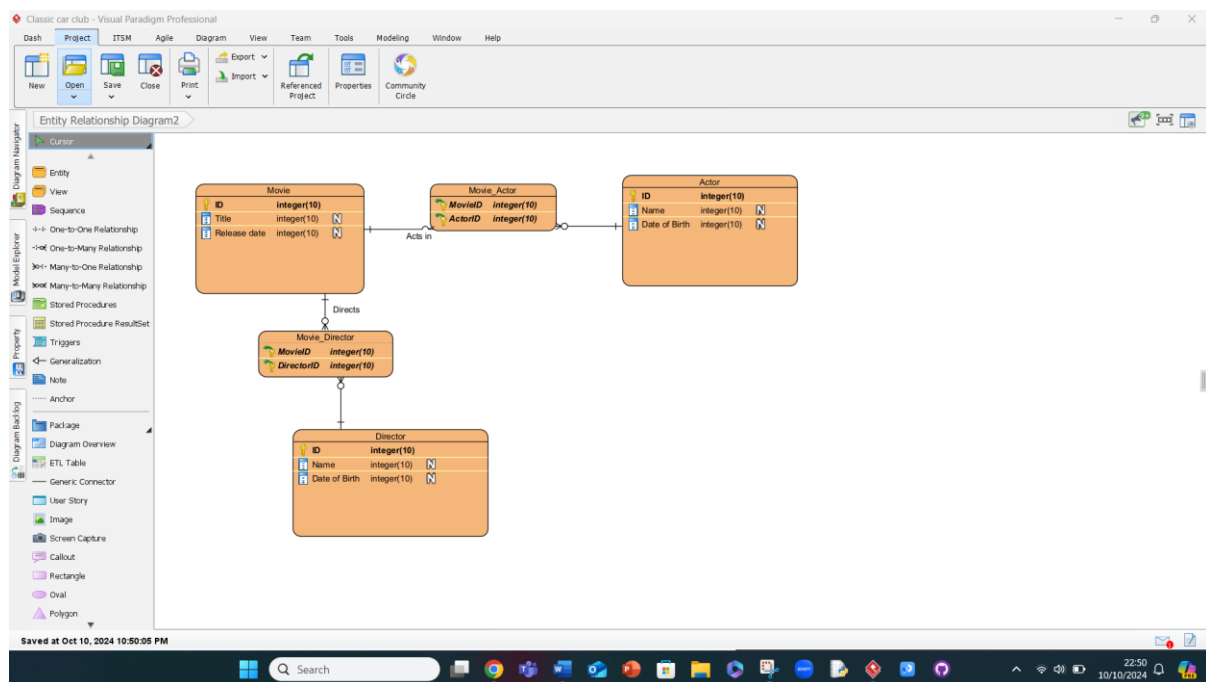 Classic car club - Visual Paradigm Professional
Dash Project ITSM Agile Diagram View Team Tools Modeling Window Help
New Open Save Close Print Export Import Referenced Project Properties Community Circle
Entity Relationship Diagram2
Diagram Navigator
Model Explorer
Property
Diagram Backlog
Cursor
Entity
View
Sequence
One-to-One Relationship
One-to-Many Relationship
Many-to-One Relationship
Many-to-Many Relationship
Stored Procedures
Stored Procedure ResultSet
Triggers
Generalization
Note
Anchor
Package
Diagram Overview
ETL Table
Generic Connector
User Story
Image
Screen Capture
Callout
Rectangle
Oval
Polygon
Movie
ID integer(10)
Title integer(10) N
Release date integer(10) N
Acts in
Movie_Actor
MovieID integer(10)
ActorID integer(10)
Actor
ID integer(10)
Name integer(10) N
Date of Birth integer(10) N
Directs
Movie_Director
MovieID integer(10)
DirectorID integer(10)
Director
ID integer(10)
Name integer(10) N
Date of Birth integer(10) N
Saved at Oct 10, 2024 10:50:05 PM
Search
22:50
10/10/2024